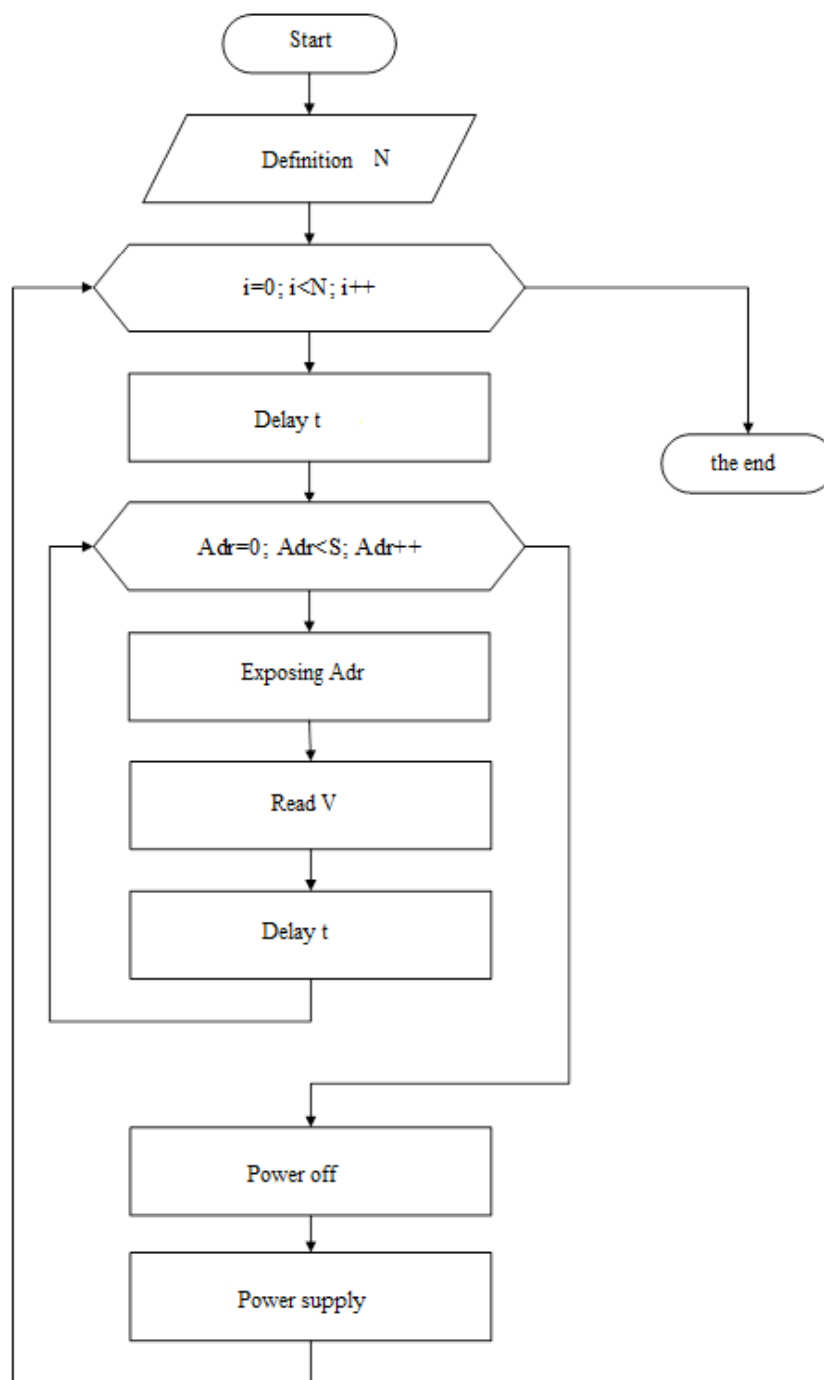 Start
Definition N
i=0; i<N; i++
Delay t
the end
Adr=0; Adr<S; Adr++
Exposing Adr
Read V
Delay t
Power off
Power supply